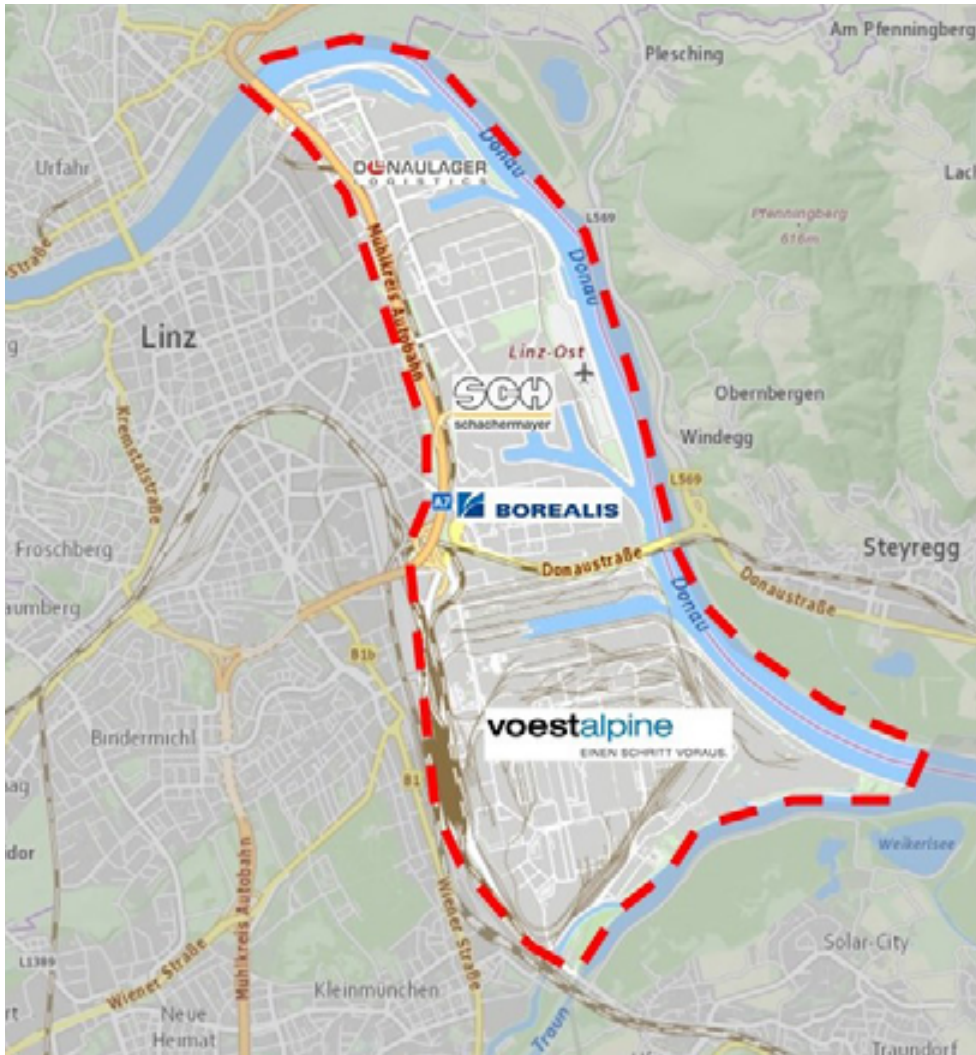 Am Pfenningberg
Plesching
Urfahr
DONAULAGER
LOGISTICS
Donau
L569
Pfenningberg
616m
Mühlkreis Autobahn
Donau
Linz
Linz-Ost
SCH
schachermayer
Obernbergen
Windegg
Kremstalstraße
L569
A7
BOREALIS
Froschberg
Donaustraße
Steyregg
Donau
Donaustraße
B1b
voestalpine
EINEN SCHRITT VORAUS.
Bindermichl
B1
Weikerlsee
Mühlkreis Autobahn
Wiener Straße
Solar-City
L1389
Wiener Straße
Kleinmünchen
Neue
Heimat
Traun
Traundorf